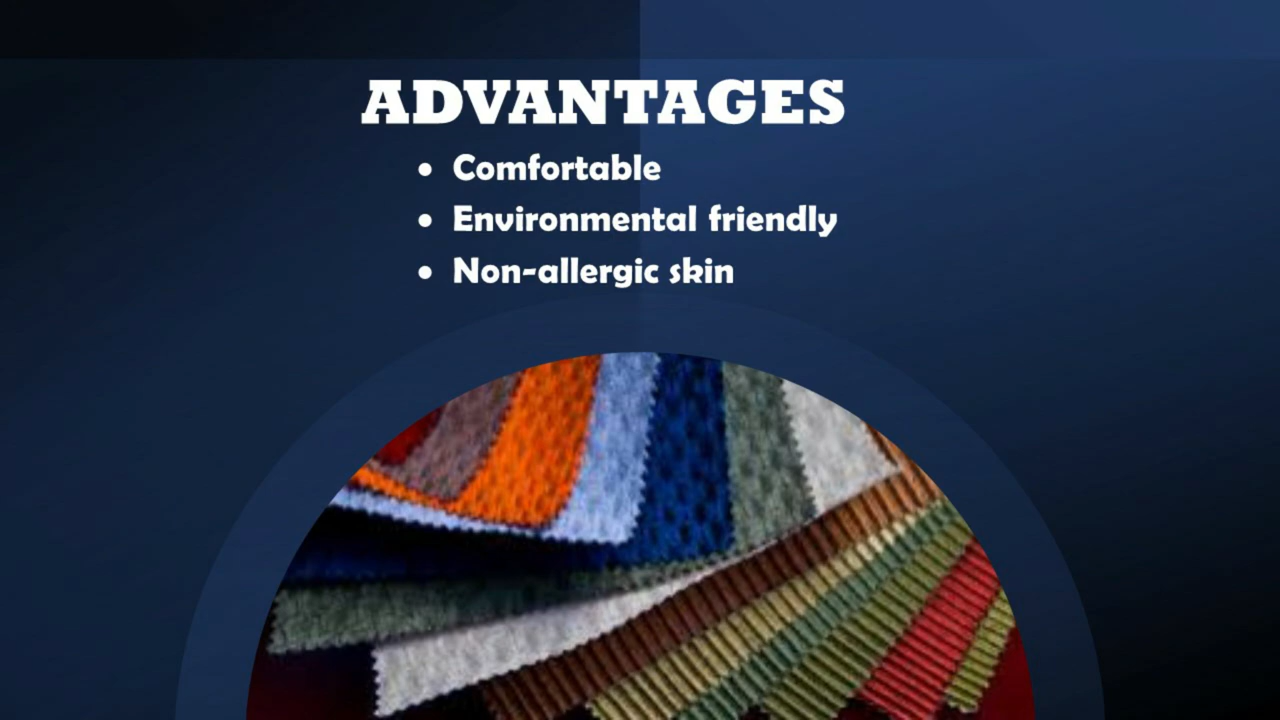 ADVANTAGES
• Comfortable
• Environmental friendly
• Non-allergic skin